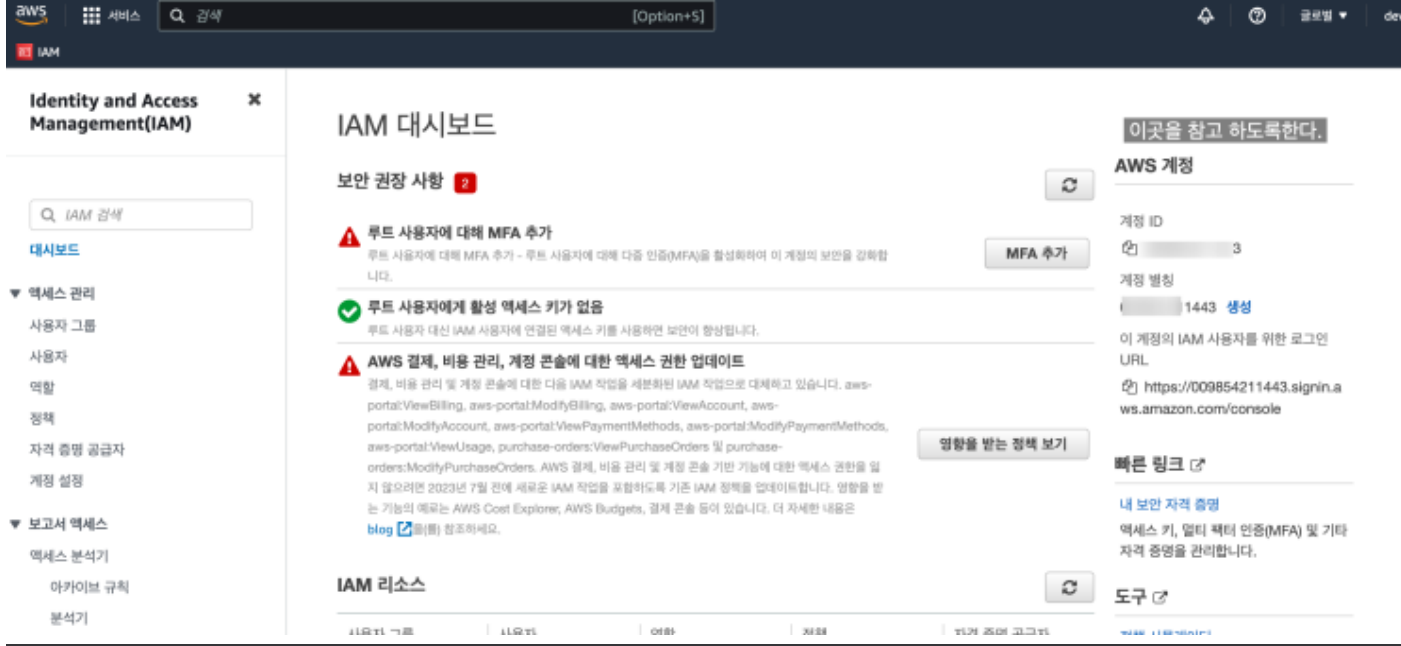 aws
서비스
검색
[Option+S]
글로벌 ▼
IAM
Identity and Access
Management(IAM)
IAM 검색
대시보드
▼ 액세스 관리
사용자 그룹
사용자
역할
정책
자격 증명 공급자
계정 설정
▼ 보고서 액세스
액세스 분석기
아카이브 규칙
분석기
IAM 대시보드
보안 권장 사항 2
루트 사용자에 대해 MFA 추가
루트 사용자에 대해 MFA 추가 - 루트 사용자에 대해 다중 인증(MFA)을 활성화하여 이 계정의 보안을 강화합
니다.
MFA 추가
루트 사용자에게 활성 액세스 키가 없음
루트 사용자 대신 IAM 사용자에 연결된 액세스 키를 사용하면 보안이 향상됩니다.
AWS 결제, 비용 관리, 계정 콘솔에 대한 액세스 권한 업데이트
결제, 비용 관리 및 계정 콘솔에 대한 다음 IAM 작업을 세분화된 IAM 작업으로 대체하고 있습니다. aws-
portal:ViewBilling, aws-portal:ModifyBilling, aws-portal:ViewAccount, aws-
portal:ModifyAccount, aws-portal:ViewPaymentMethods, aws-portal:ModifyPaymentMethods,
aws-portal:ViewUsage, purchase-orders:ViewPurchaseOrders 및 purchase-
orders:ModifyPurchaseOrders. AWS 결제, 비용 관리 및 계정 콘솔 기반 기능에 대한 액세스 권한을 잃
지 않으려면 2023년 7월 전에 새로운 IAM 작업을 포함하도록 기존 IAM 정책을 업데이트합니다. 영향을 받
는 기능의 예로는 AWS Cost Explorer, AWS Budgets, 결제 콘솔 등이 있습니다. 더 자세한 내용은
blog 을(를) 참조하세요.
영향을 받는 정책 보기
IAM 리소스
사용자 그룹
사용자
역할
정책
자격 증명 공급자
이곳을 참고 하도록한다.
AWS 계정
계정 ID
3
계정 별칭
1443 생성
이 계정의 IAM 사용자를 위한 로그인
URL
https://009854211443.signin.a
ws.amazon.com/console
빠른 링크
내 보안 자격 증명
액세스 키, 멀티 팩터 인증(MFA) 및 기타
자격 증명을 관리합니다.
도구